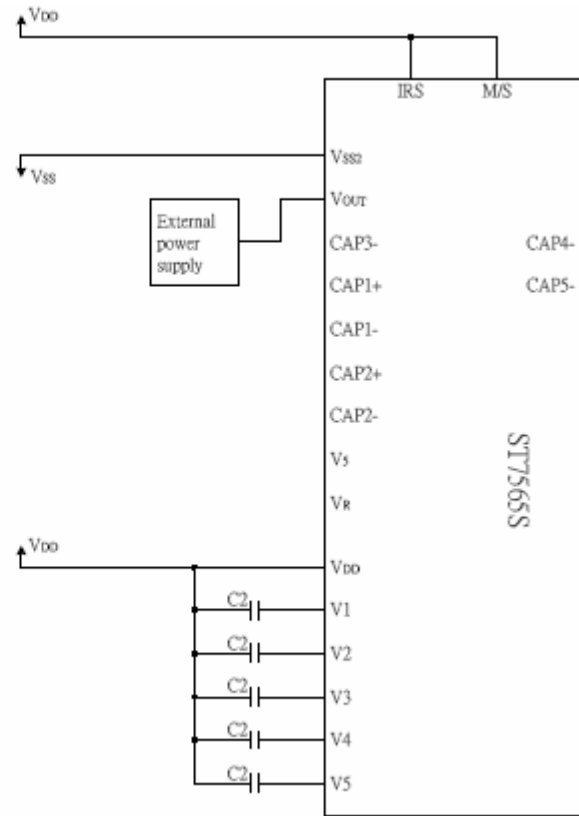 VDD
IRS M/S
VSS2
VSS
VOUT
External
power
supply
CAP3- CAP4-
CAP1+ CAP5-
CAP1-
CAP2+
CAP2-
V5
ST7565S
VR
VDD
VDD
C2 V1
C2 V2
C2 V3
C2 V4
C2 V5